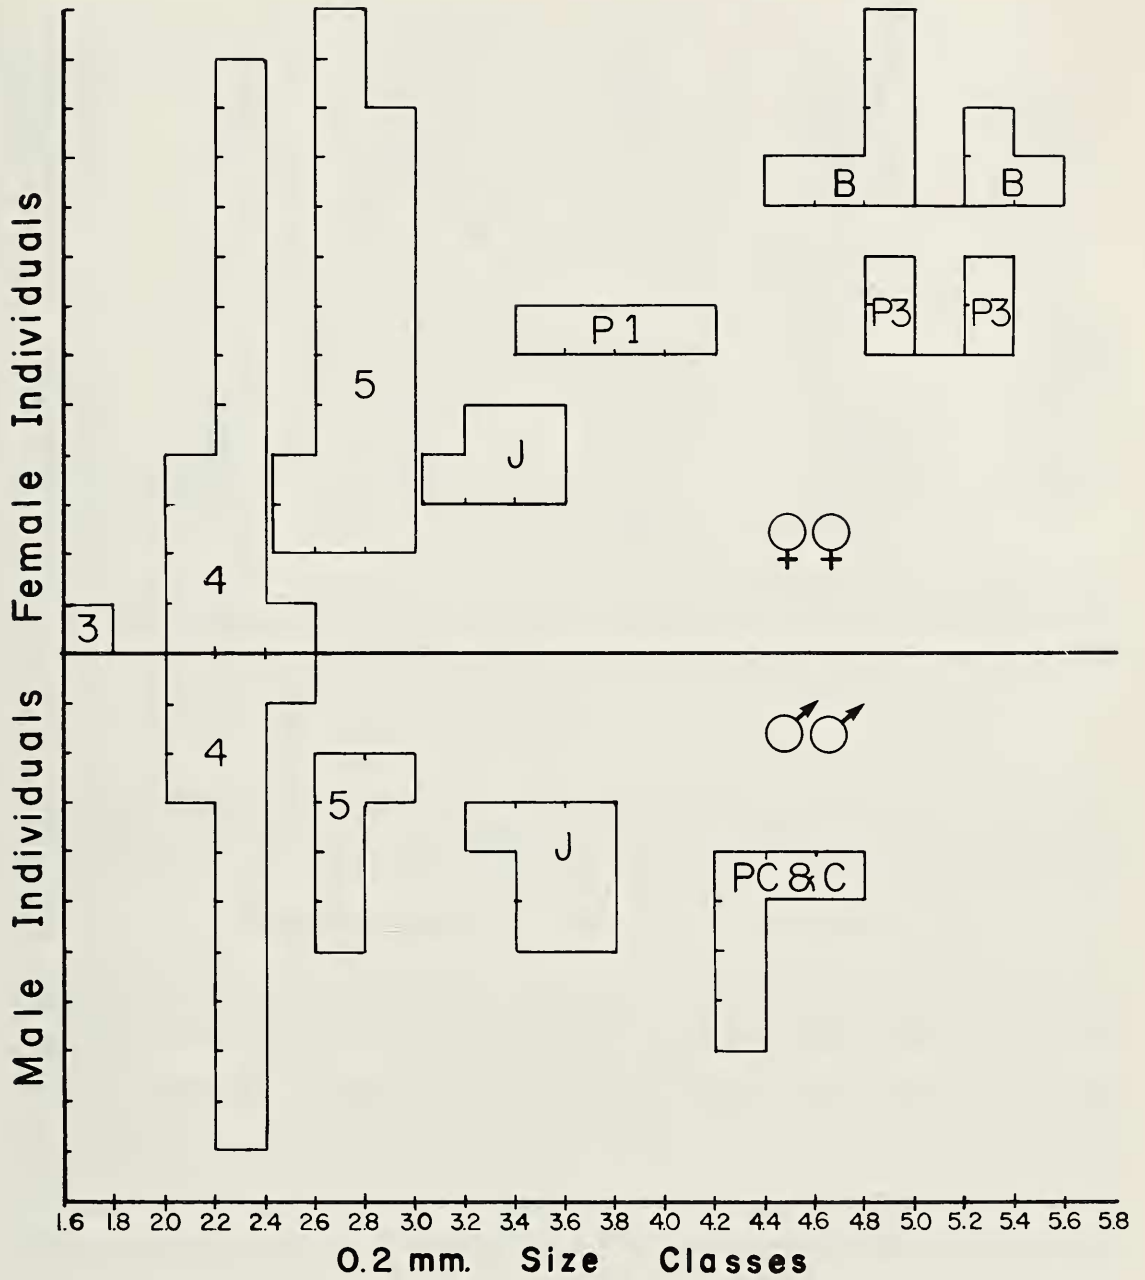 Female Individuals
Male Individuals
B
B
P3
P3
P1
5
J
4
3
♀♀
♂♂
4
5
J
PC & C
1.6 1.8 2.0 2.2 2.4 2.6 2.8 3.0 3.2 3.4 3.6 3.8 4.0 4.2 4.4 4.6 4.8 5.0 5.2 5.4 5.6 5.8
0.2 mm. Size Classes